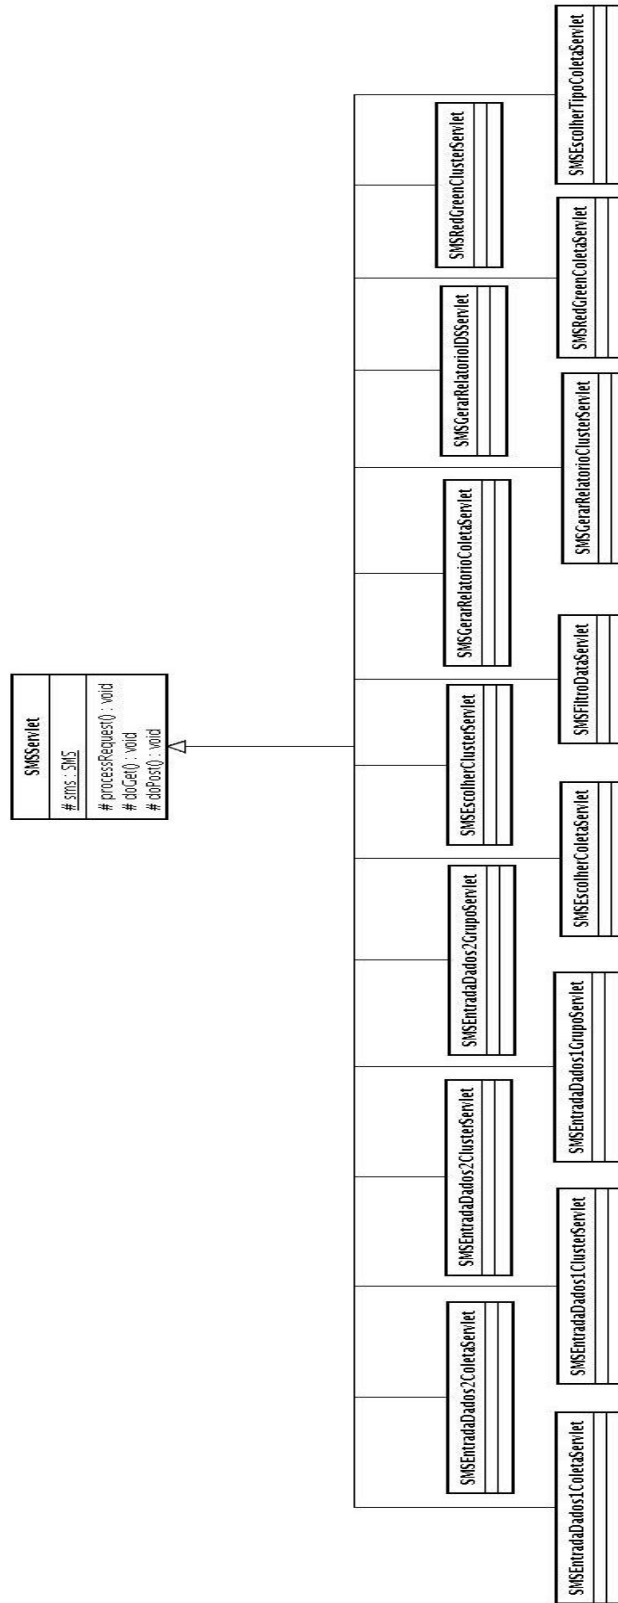 SMSServlet
# sms : SMS
# processRequest() : void
# doGet() : void
# doPost() : void
SMSEntradaDados2ColetaServlet
SMSEntradaDados2ClusterServlet
SMSEntradaDados2GrupoServlet
SMSEscolherClusterServlet
SMSGerarRelatorioColetaServlet
SMSGerarRelatorioIDSServlet
SMSRedGreenClusterServlet
SMSEntradaDados1ColetaServlet
SMSEntradaDados1ClusterServlet
SMSEntradaDados1GrupoServlet
SMSEscolherColetaServlet
SMSFiltroDataServlet
SMSGerarRelatorioClusterServlet
SMSRedGreenColetaServlet
SMSEscolherTipoColetaServlet